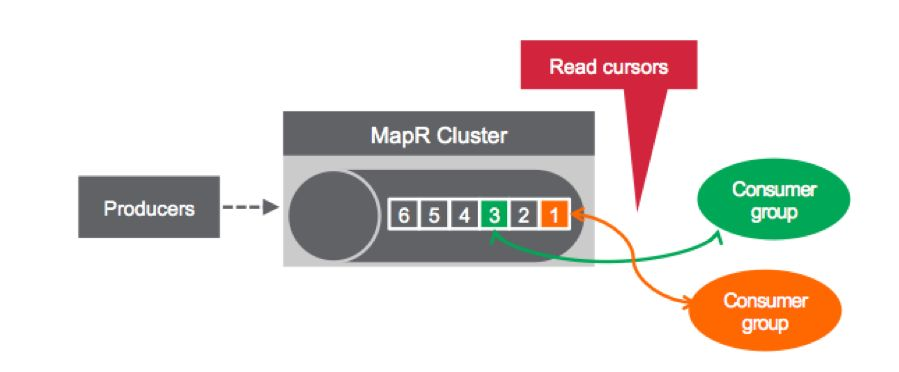 Read cursors
MapR Cluster
Producers
6 5 4 3 2 1
Consumer
group
Consumer
group